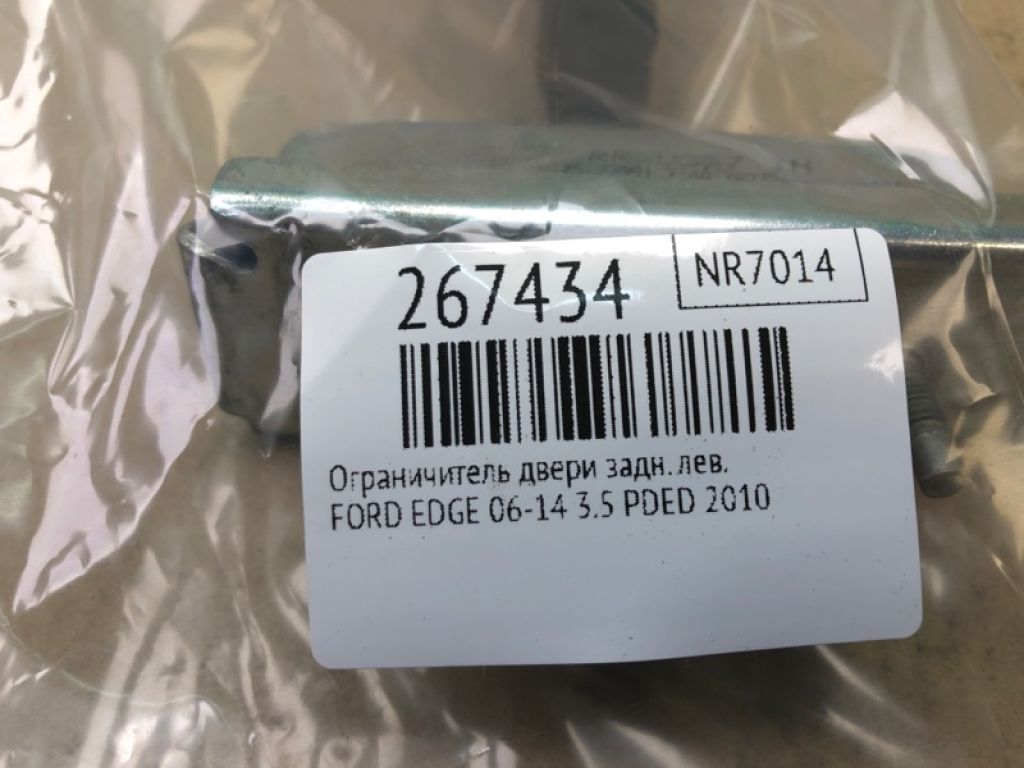 267434
NR7014
Ограничитель двери задн. лев.
FORD EDGE 06-14 3.5 PDED 2010